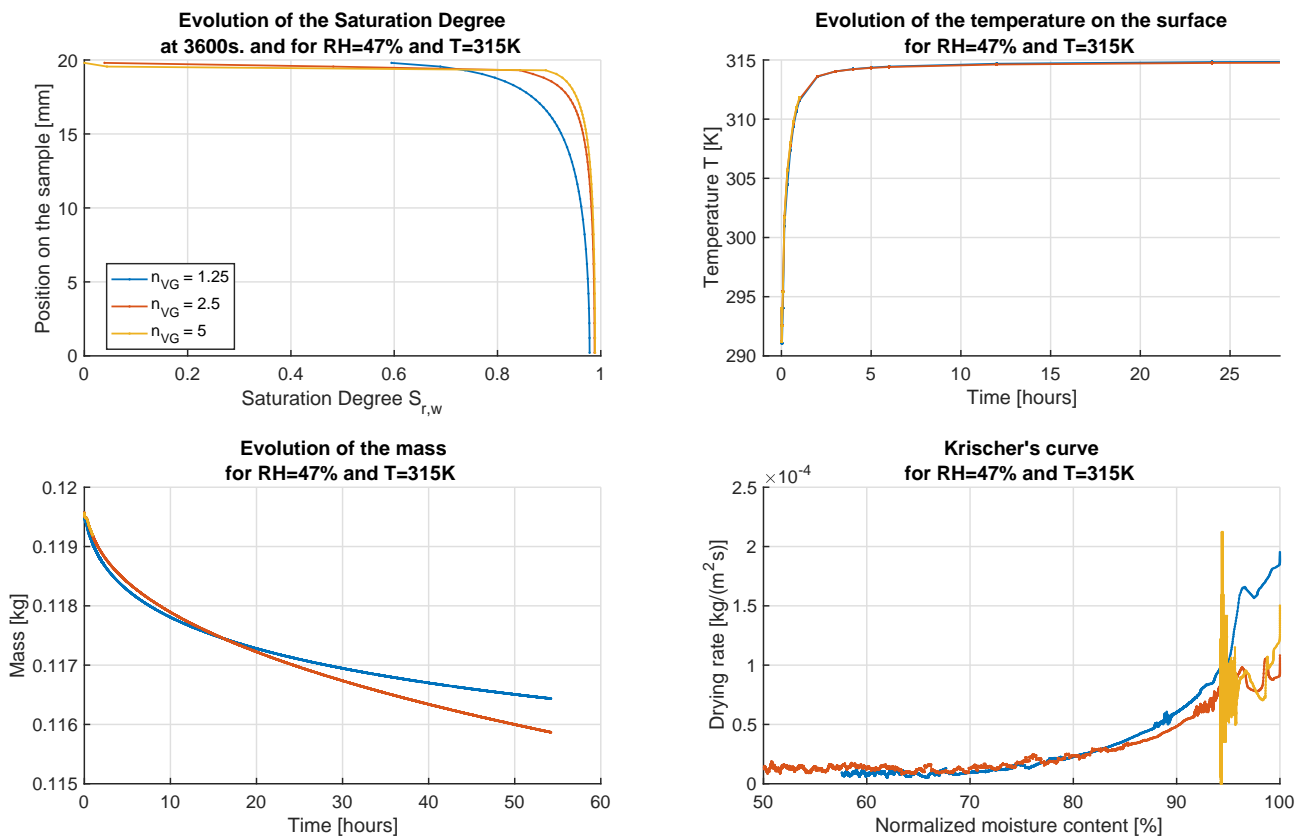 Evolution of the Saturation Degree
at 3600s. and for RH=47% and T=315K
20
15
10
5
0
Position on the sample [mm]
n_VG = 1.25
n_VG = 2.5
n_VG = 5
0 0.2 0.4 0.6 0.8 1
Saturation Degree S_r,w
Evolution of the temperature on the surface
for RH=47% and T=315K
315
310
305
300
295
290
Temperature T [K]
0 5 10 15 20 25
Time [hours]
Evolution of the mass
for RH=47% and T=315K
0.12
0.119
0.118
0.117
0.116
0.115
Mass [kg]
0 10 20 30 40 50 60
Time [hours]
Krischer's curve
for RH=47% and T=315K
×10^-4
2.5
2
1.5
1
0.5
0
Drying rate [kg/(m²s)]
50 60 70 80 90 100
Normalized moisture content [%]